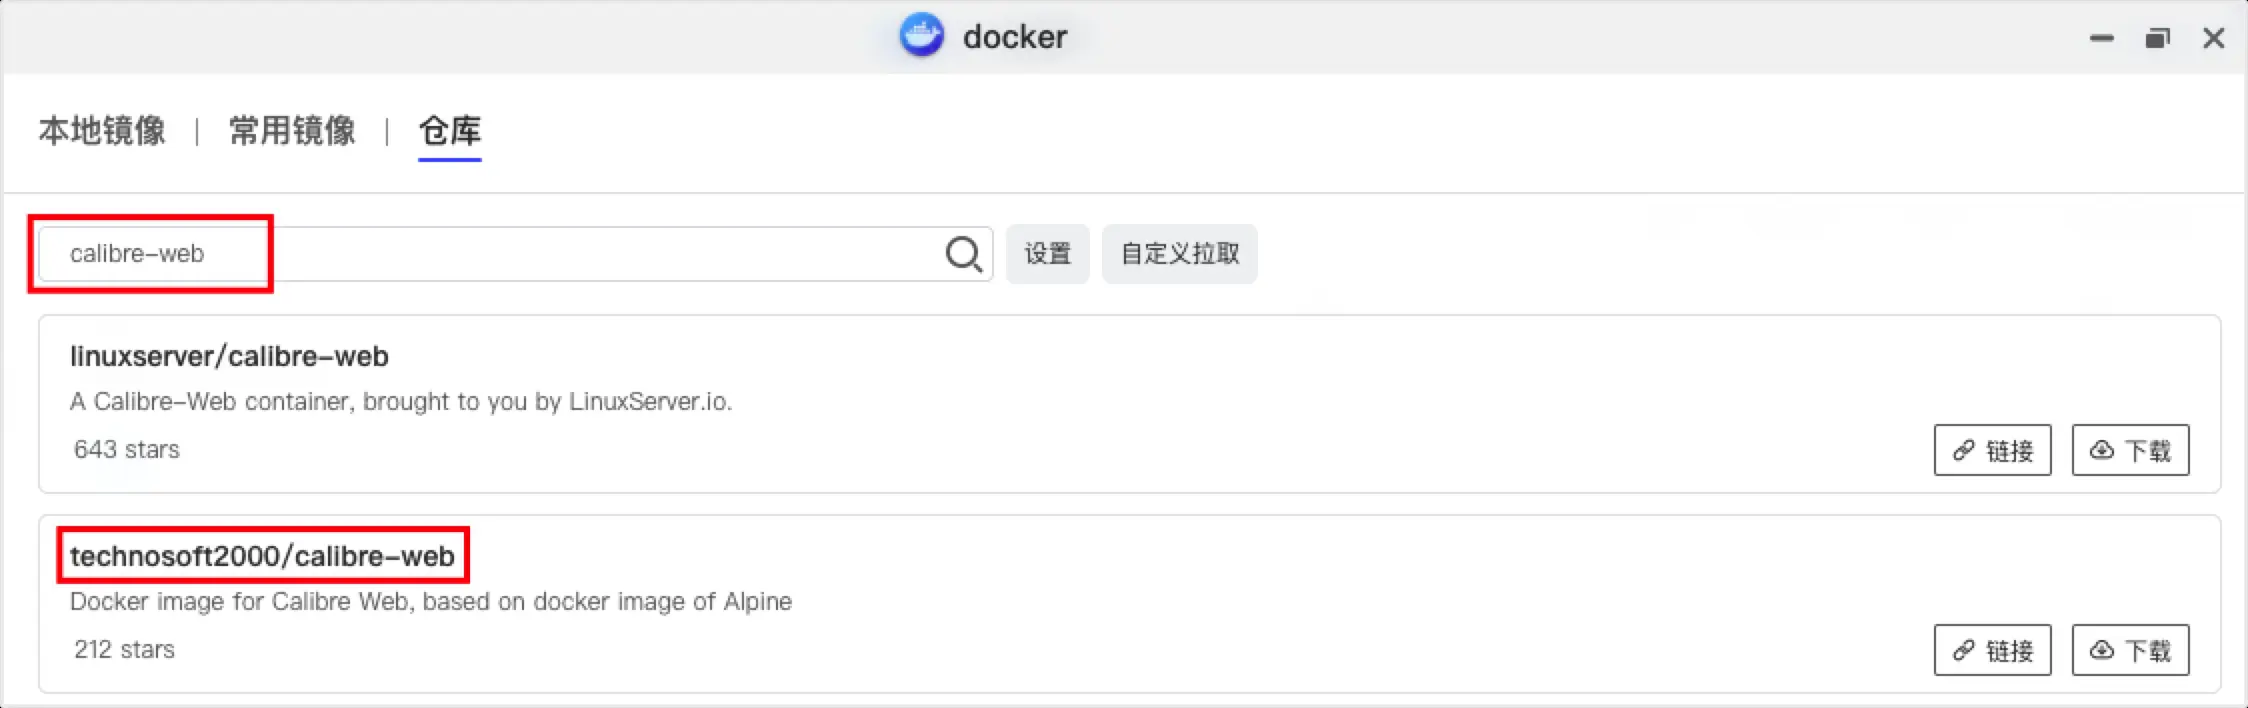 docker
本地镜像 | 常用镜像 | 仓库
calibre-web 设置 自定义拉取
linuxserver/calibre-web
A Calibre-Web container, brought to you by LinuxServer.io.
643 stars 链接 下载
technosoft2000/calibre-web
Docker image for Calibre Web, based on docker image of Alpine
212 stars 链接 下载